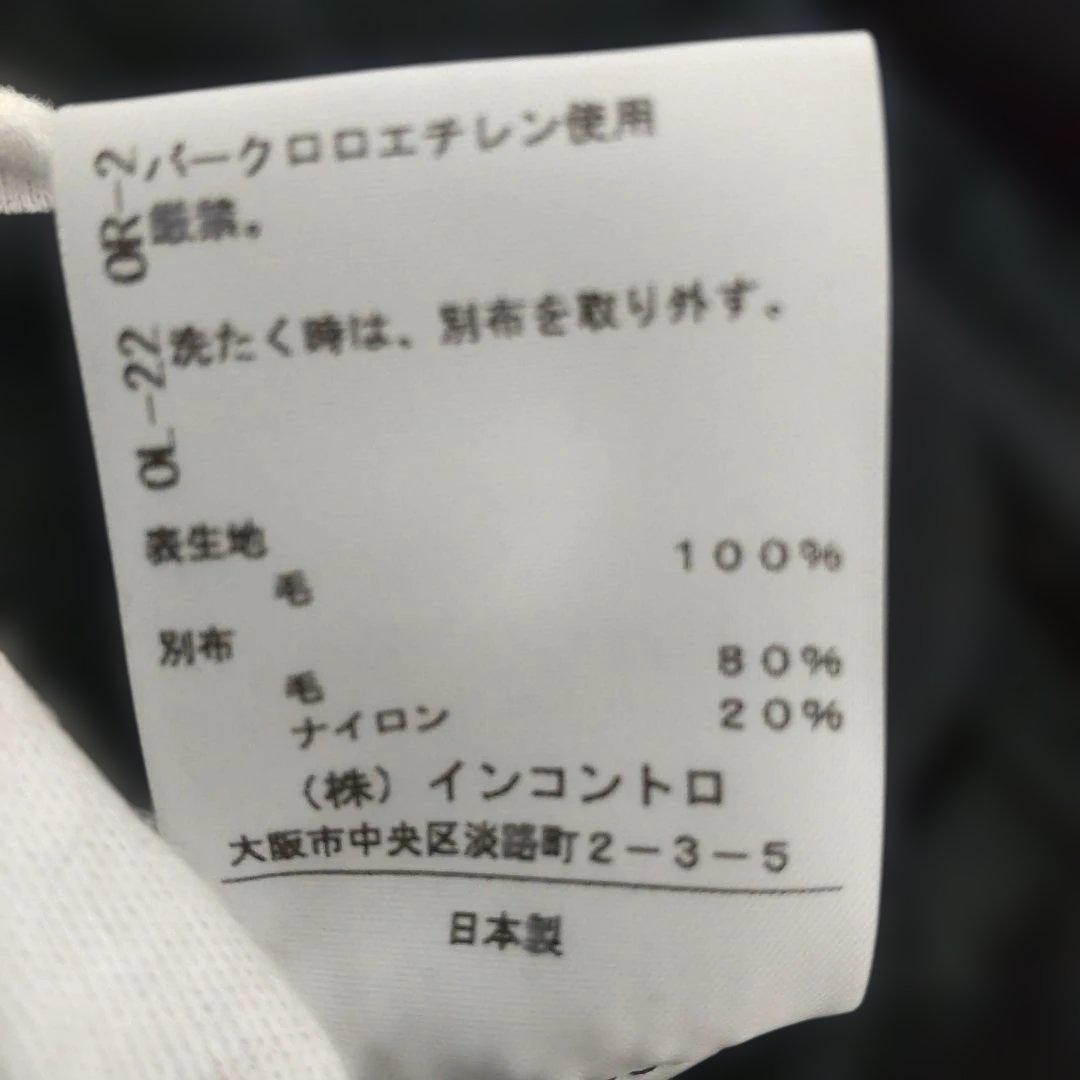 OR-2 パークロロエチレン使用
厳禁。
OL-22 洗たく時は、別布を取り外す。
表生地 100%
毛
別布 80%
毛
ナイロン 20%
(株)インコントロ
大阪市中央区淡路町2-3-5
日本製